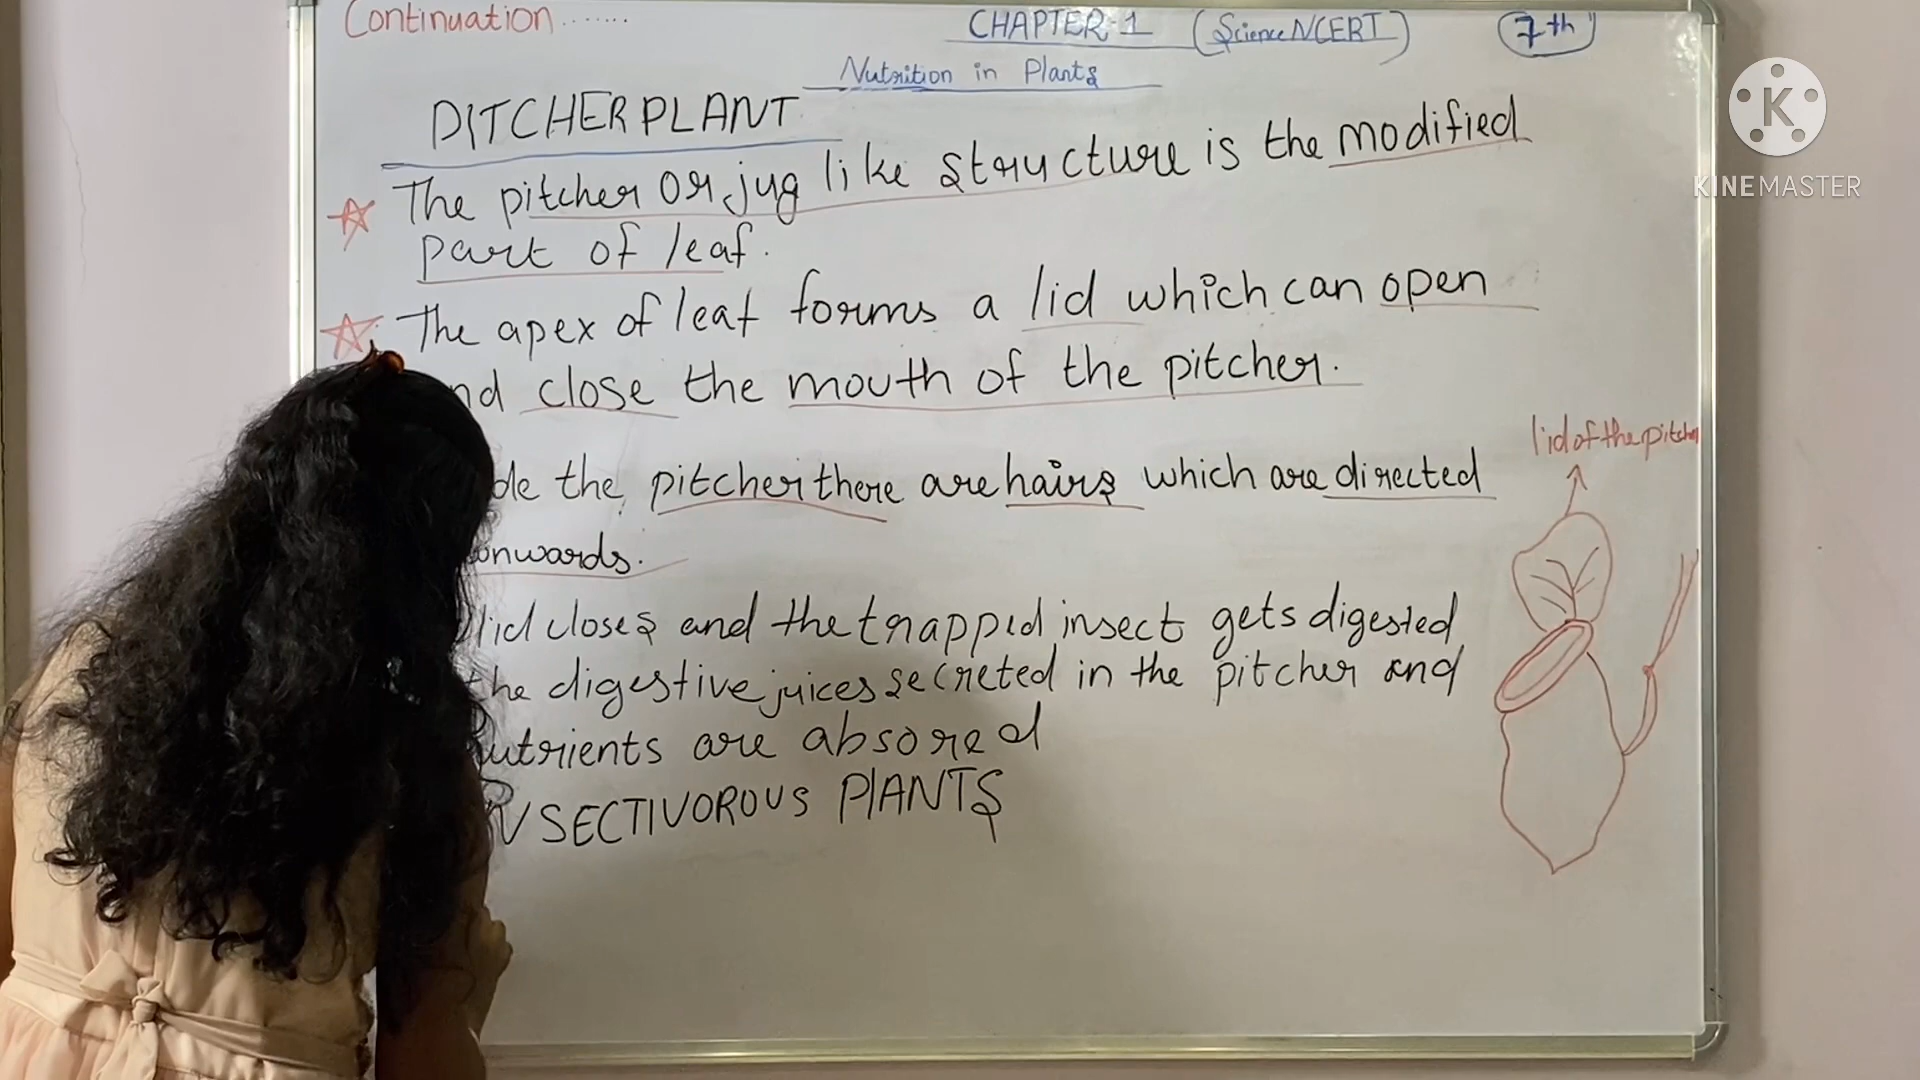 Continuation.......
CHAPTER-1 (Science NCERT) 7th
Nutrition in Plants
PITCHER PLANT
The pitcher or jug like structure is the modified
part of leaf.
The apex of leaf forms a lid which can open
close the mouth of the pitcher.
the pitcher there are hairs which are directed
lid of the pitcher
lid closes and the trapped insect gets digested
the digestive juices secreted in the pitcher and
nutrients are absored
INSECTIVOROUS PLANTS
K
KINEMASTER